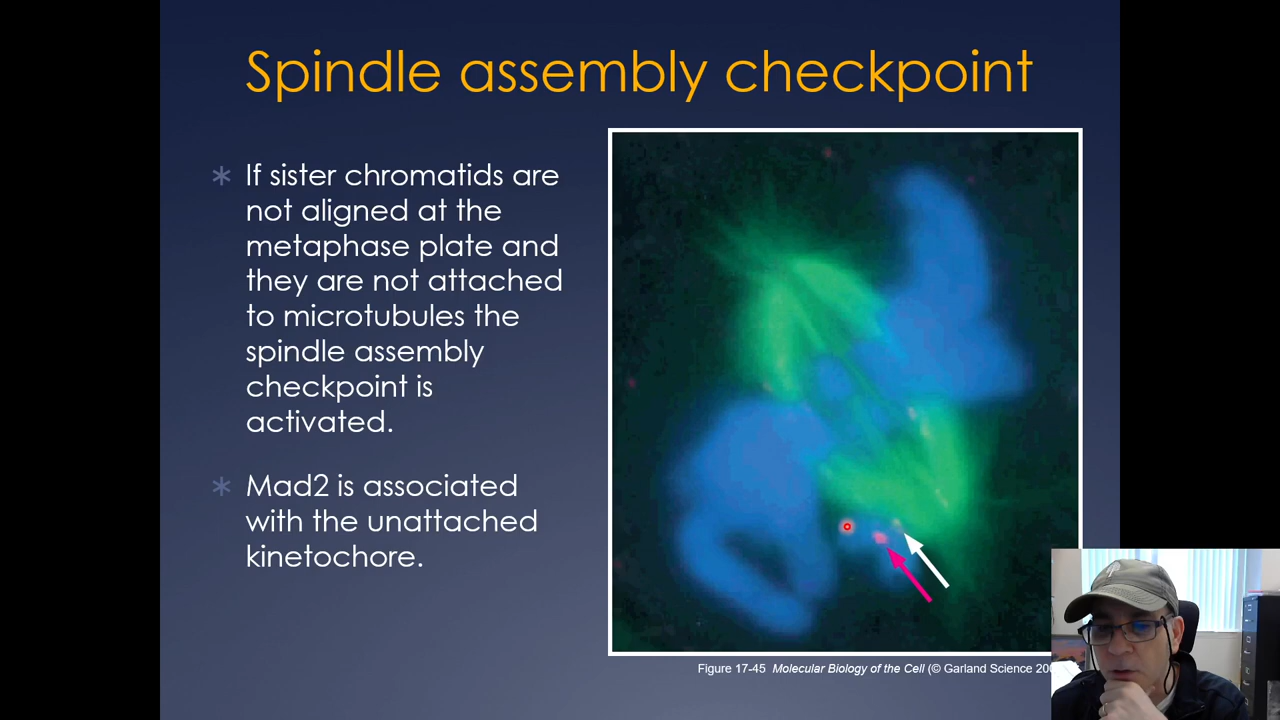 Spindle assembly checkpoint
If sister chromatids are
not aligned at the
metaphase plate and
they are not attached
to microtubules the
spindle assembly
checkpoint is
activated.
Mad2 is associated
with the unattached
kinetochore.
Figure 17-45 Molecular Biology of the Cell (© Garland Science